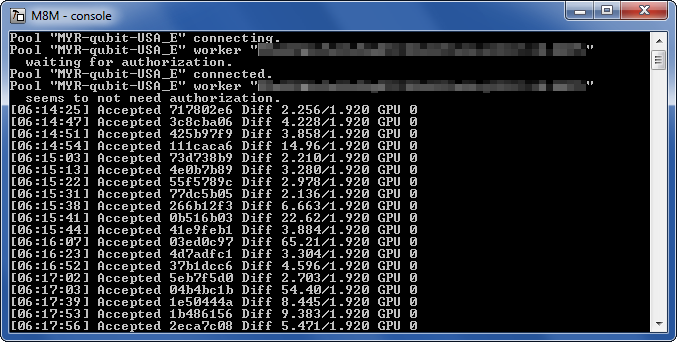 M8M - console
Pool "MYR-qubit-USA_E" connecting.
Pool "MYR-qubit-USA_E" worker "
waiting for authorization.
Pool "MYR-qubit-USA_E" connected.
Pool "MYR-qubit-USA_E" worker "
seems to not need authorization.
[06:14:25] Accepted 717802e6 Diff 2.256/1.920 GPU 0
[06:14:47] Accepted 3c8cba06 Diff 4.228/1.920 GPU 0
[06:14:51] Accepted 425b97f9 Diff 3.858/1.920 GPU 0
[06:14:54] Accepted 111caca6 Diff 14.96/1.920 GPU 0
[06:15:03] Accepted 73d738b9 Diff 2.210/1.920 GPU 0
[06:15:13] Accepted 4e0b7b89 Diff 3.280/1.920 GPU 0
[06:15:22] Accepted 55f5789c Diff 2.978/1.920 GPU 0
[06:15:31] Accepted 77dc5b05 Diff 2.136/1.920 GPU 0
[06:15:38] Accepted 266b12f3 Diff 6.663/1.920 GPU 0
[06:15:41] Accepted 0b516b03 Diff 22.62/1.920 GPU 0
[06:15:44] Accepted 41e9feb1 Diff 3.884/1.920 GPU 0
[06:16:07] Accepted 03ed0c97 Diff 65.21/1.920 GPU 0
[06:16:23] Accepted 4d7adfc1 Diff 3.304/1.920 GPU 0
[06:16:52] Accepted 37b1dcc6 Diff 4.596/1.920 GPU 0
[06:17:02] Accepted 5eb7f5d0 Diff 2.703/1.920 GPU 0
[06:17:03] Accepted 04b4bc1b Diff 54.40/1.920 GPU 0
[06:17:39] Accepted 1e50444a Diff 8.445/1.920 GPU 0
[06:17:53] Accepted 1b486156 Diff 9.383/1.920 GPU 0
[06:17:56] Accepted 2eca7c08 Diff 5.471/1.920 GPU 0